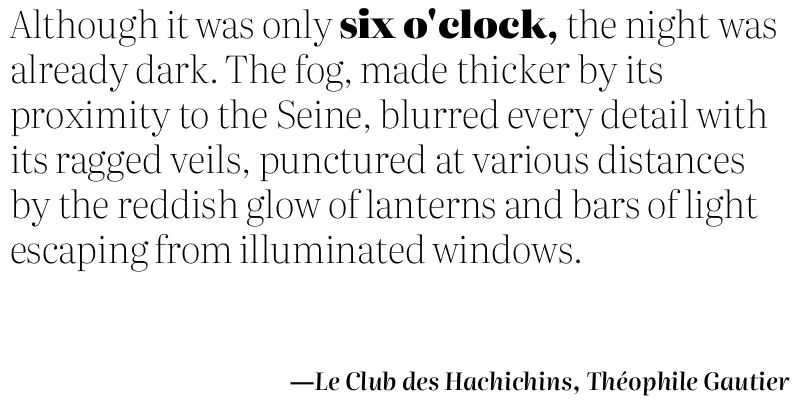 Although it was only six o'clock, the night was
already dark. The fog, made thicker by its
proximity to the Seine, blurred every detail with
its ragged veils, punctured at various distances
by the reddish glow of lanterns and bars of light
escaping from illuminated windows.
—Le Club des Hachichins, Théophile Gautier